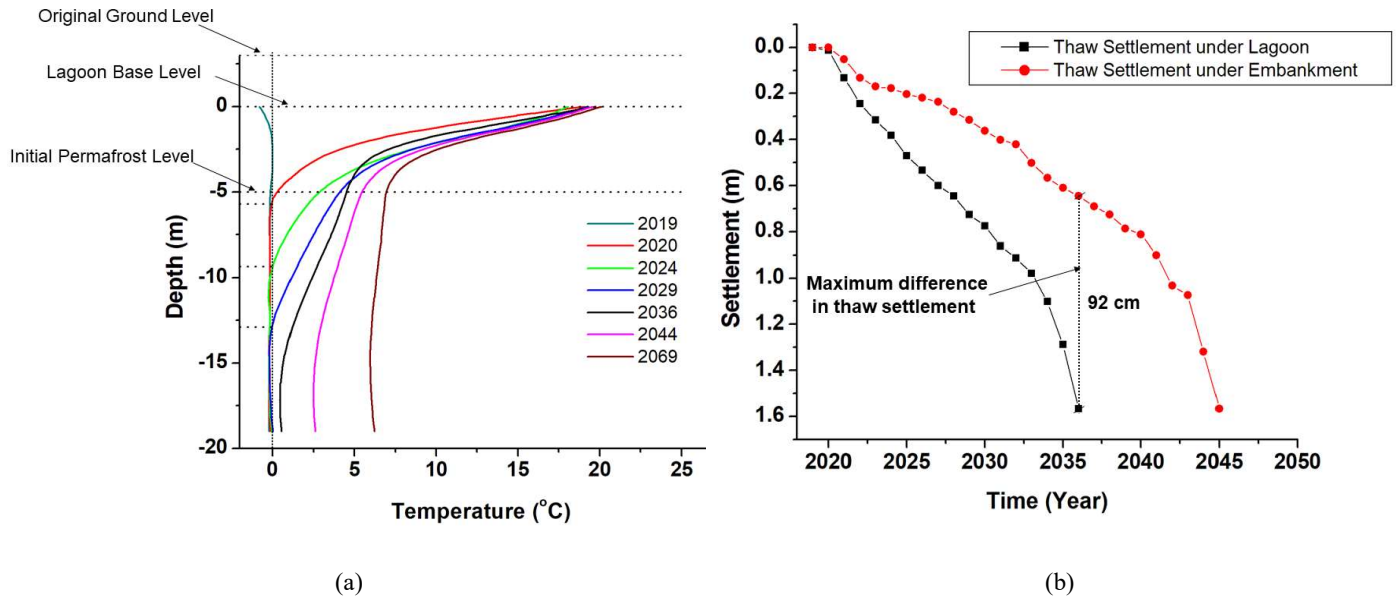 Original Ground Level
Lagoon Base Level
Initial Permafrost Level
0
-5
-10
-15
-20
Depth (m)
0
5
10
15
20
25
Temperature (°C)
2019
2020
2024
2029
2036
2044
2069
(a)
Thaw Settlement under Lagoon
Thaw Settlement under Embankment
0.0
0.2
0.4
0.6
0.8
1.0
1.2
1.4
1.6
Settlement (m)
Maximum difference
in thaw settlement
92 cm
2020
2025
2030
2035
2040
2045
2050
Time (Year)
(b)